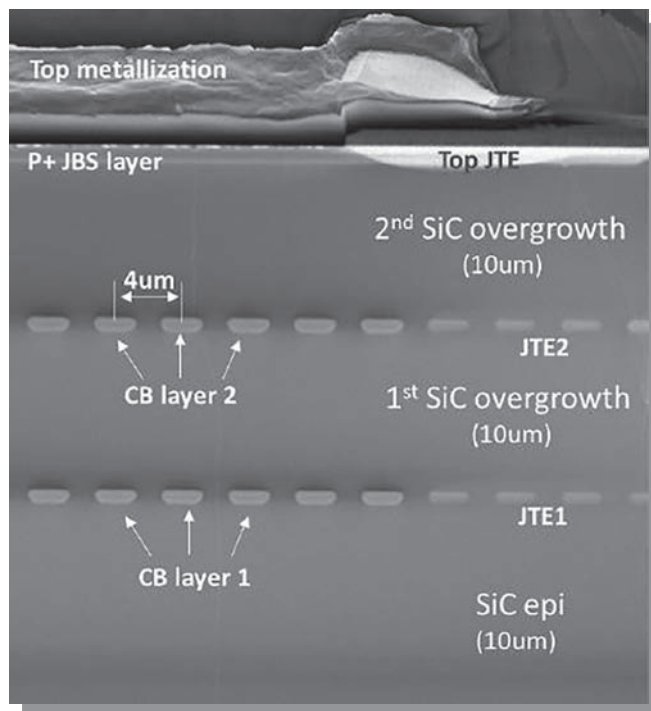 Top metallization
P+ JBS layer
Top JTE
2nd SiC overgrowth
(10um)
4um
JTE2
CB layer 2
1st SiC overgrowth
(10um)
JTE1
CB layer 1
SiC epi
(10um)